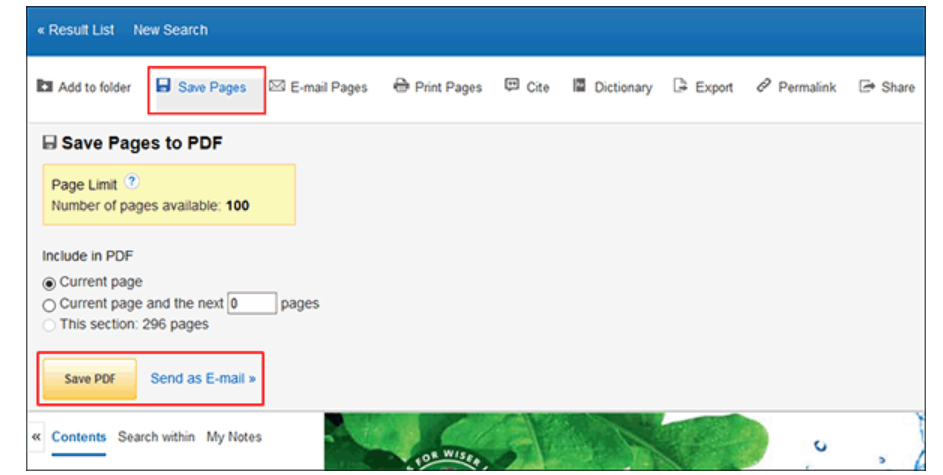 « Result List New Search
Add to folder Save Pages E-mail Pages Print Pages Cite Dictionary Export Permalink Share
Save Pages to PDF
Page Limit ?
Number of pages available: 100
Include in PDF
Current page
Current page and the next 0 pages
This section: 296 pages
Save PDF Send as E-mail »
« Contents Search within My Notes
FOR WISER